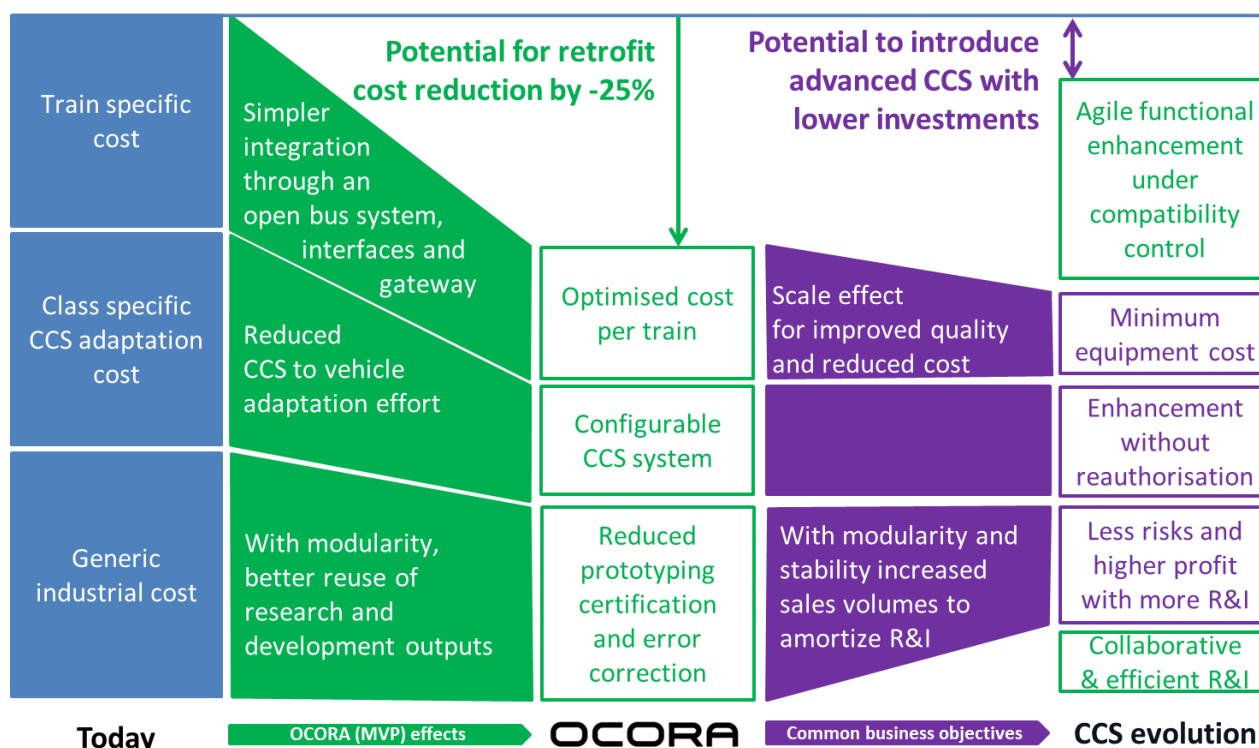 Train specific
cost
Class specific
CCS adaptation
cost
Generic
industrial cost
Today
Simpler
integration
through an
open bus system,
interfaces and
gateway
Reduced
CCS to vehicle
adaptation effort
With modularity,
better reuse of
research and
development outputs
OCORA (MVP) effects
Potential for retrofit
cost reduction by -25%
Optimised cost
per train
Configurable
CCS system
Reduced
prototyping
certification
and error
correction
OCORA
Potential to introduce
advanced CCS with
lower investments
Scale effect
for improved quality
and reduced cost
With modularity and
stability increased
sales volumes to
amortize R&I
Common business objectives
Agile functional
enhancement
under
compatibility
control
Minimum
equipment cost
Enhancement
without
reauthorisation
Less risks and
higher profit
with more R&I
Collaborative
& efficient R&I
CCS evolution